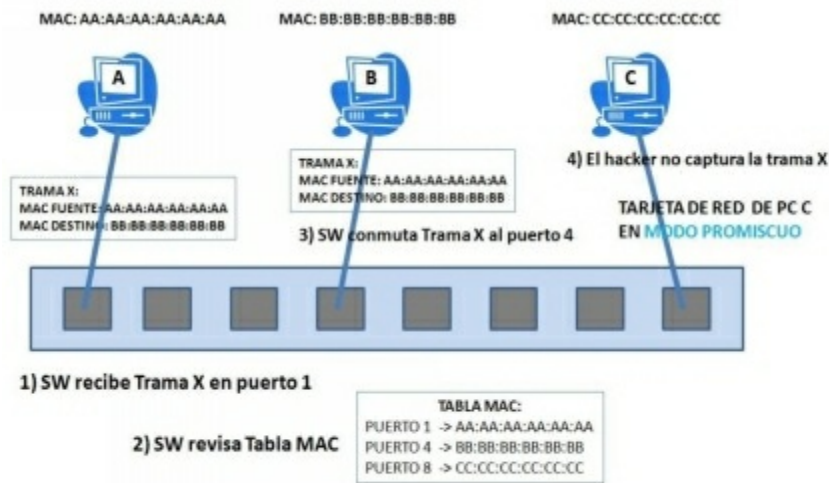 MAC: AA:AA:AA:AA:AA:AA
MAC: BB:BB:BB:BB:BB:BB
MAC: CC:CC:CC:CC:CC:CC
A
B
C
TRAMA X:
MAC FUENTE: AA:AA:AA:AA:AA:AA
MAC DESTINO: BB:BB:BB:BB:BB:BB
TRAMA X:
MAC FUENTE: AA:AA:AA:AA:AA:AA
MAC DESTINO: BB:BB:BB:BB:BB:BB
4) El hacker no captura la trama X
3) SW conmuta Trama X al puerto 4
TARJETA DE RED DE PC C
EN MODO PROMISCUO
1) SW recibe Trama X en puerto 1
2) SW revisa Tabla MAC
TABLA MAC:
PUERTO 1 -> AA:AA:AA:AA:AA:AA
PUERTO 4 -> BB:BB:BB:BB:BB:BB
PUERTO 8 -> CC:CC:CC:CC:CC:CC